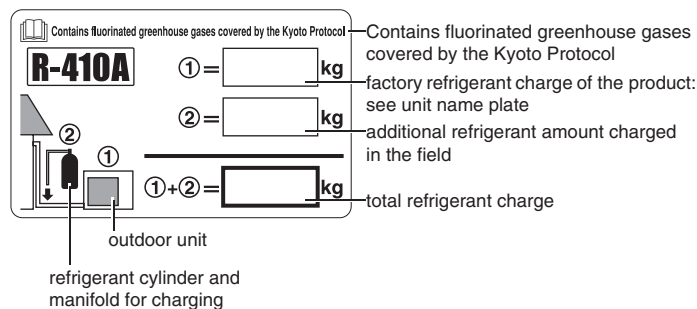 Contains fluorinated greenhouse gases covered by the Kyoto Protocol
R-410A
①= kg
②= kg
①+②= kg
②
①
Contains fluorinated greenhouse gases
covered by the Kyoto Protocol
factory refrigerant charge of the product:
see unit name plate
additional refrigerant amount charged
in the field
total refrigerant charge
outdoor unit
refrigerant cylinder and
manifold for charging